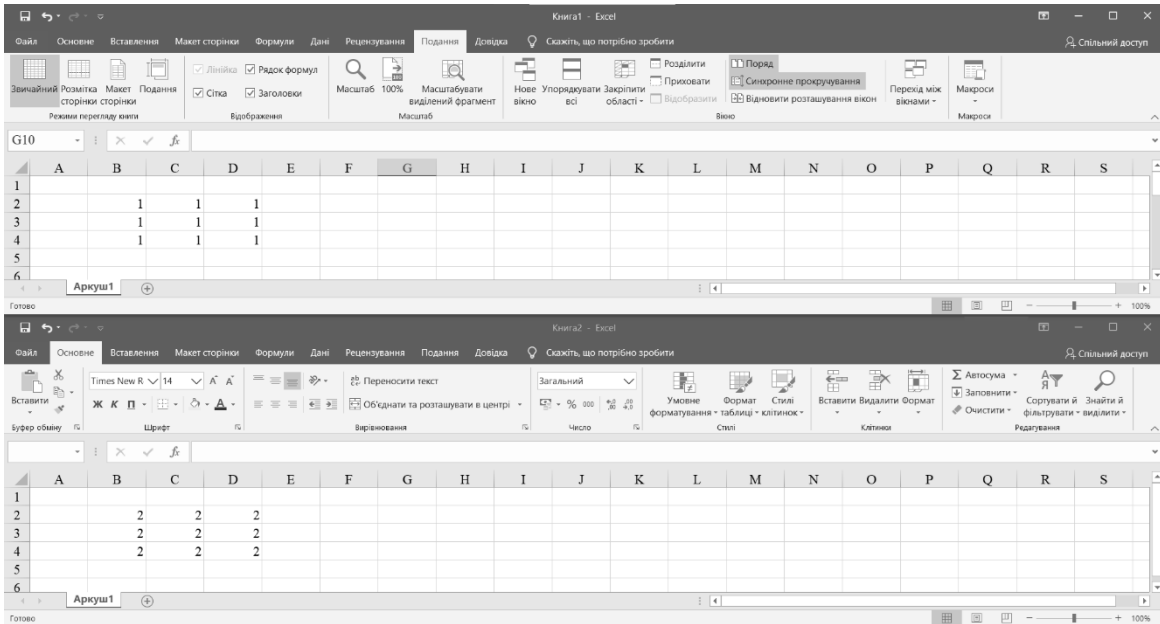 Книга1 - Excel
Файл Основне Вставлення Макет сторінки Формули Дані Рецензування Подання Довідка Скажіть, що потрібно зробити Спільний доступ
Звичайний Розмітка сторінки Макет сторінки Подання
Лінійка Рядок формул
Сітка Заголовки
Масштаб 100% Масштабувати виділений фрагмент
Нове вікно Упорядкувати всі Закріпити області
Розділити
Приховати
Відобразити
Поряд
Синхронне прокручування
Відновити розташування вікон
Перехід між вікнами Макроси
Режими перегляду книги Відображення Масштаб Вікно Макроси
G10 fx
A B C D E F G H I J K L M N O P Q R S
1
2 1 1 1
3 1 1 1
4 1 1 1
5
6
Аркуш1
Готово 100%
Книга2 - Excel
Файл Основне Вставлення Макет сторінки Формули Дані Рецензування Подання Довідка Скажіть, що потрібно зробити Спільний доступ
Вставити
Times New R 14 A A
Ж К П A
Переносити текст
Об'єднати та розташувати в центрі
Загальний
% 000
Умовне форматування Формат таблиці Стилі клітинок
Вставити Видалити Формат
Автосума
Заповнити
Очистити
Сортувати й фільтрувати Знайти й виділити
Буфер обміну Шрифт Вирівнювання Число Стилі Клітинки Редагування
fx
A B C D E F G H I J K L M N O P Q R S
1
2 2 2 2
3 2 2 2
4 2 2 2
5
6
Аркуш1
Готово 100%